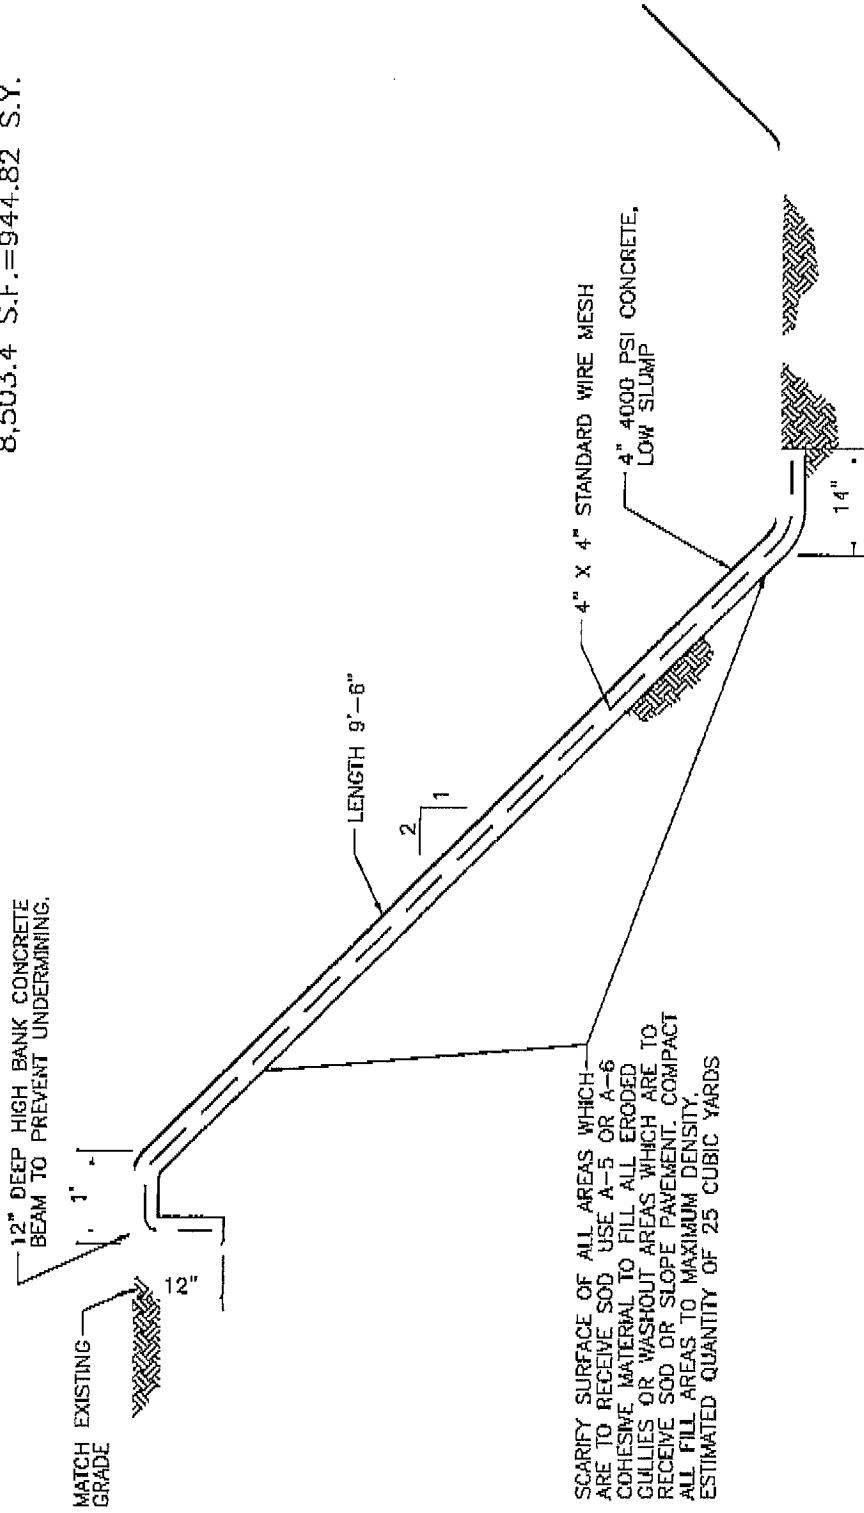 8,503.4 S.F.=944.82 S.Y.
12" DEEP HIGH BANK CONCRETE
BEAM TO PREVENT UNDERMINING.
MATCH EXISTING
GRADE
1'
12"
LENGTH 9'-6"
2
1
4" X 4" STANDARD WIRE MESH
4" 4000 PSI CONCRETE,
LOW SLUMP
14"
SCARIFY SURFACE OF ALL AREAS WHICH
ARE TO RECEIVE SOD USE A-5 OR A-6
COHESIVE MATERIAL TO FILL ALL ERODED
GULLIES OR WASHOUT AREAS WHICH ARE TO
RECEIVE SOD OR SLOPE PAVEMENT. COMPACT
ALL FILL AREAS TO MAXIMUM DENSITY.
ESTIMATED QUANTITY OF 25 CUBIC YARDS